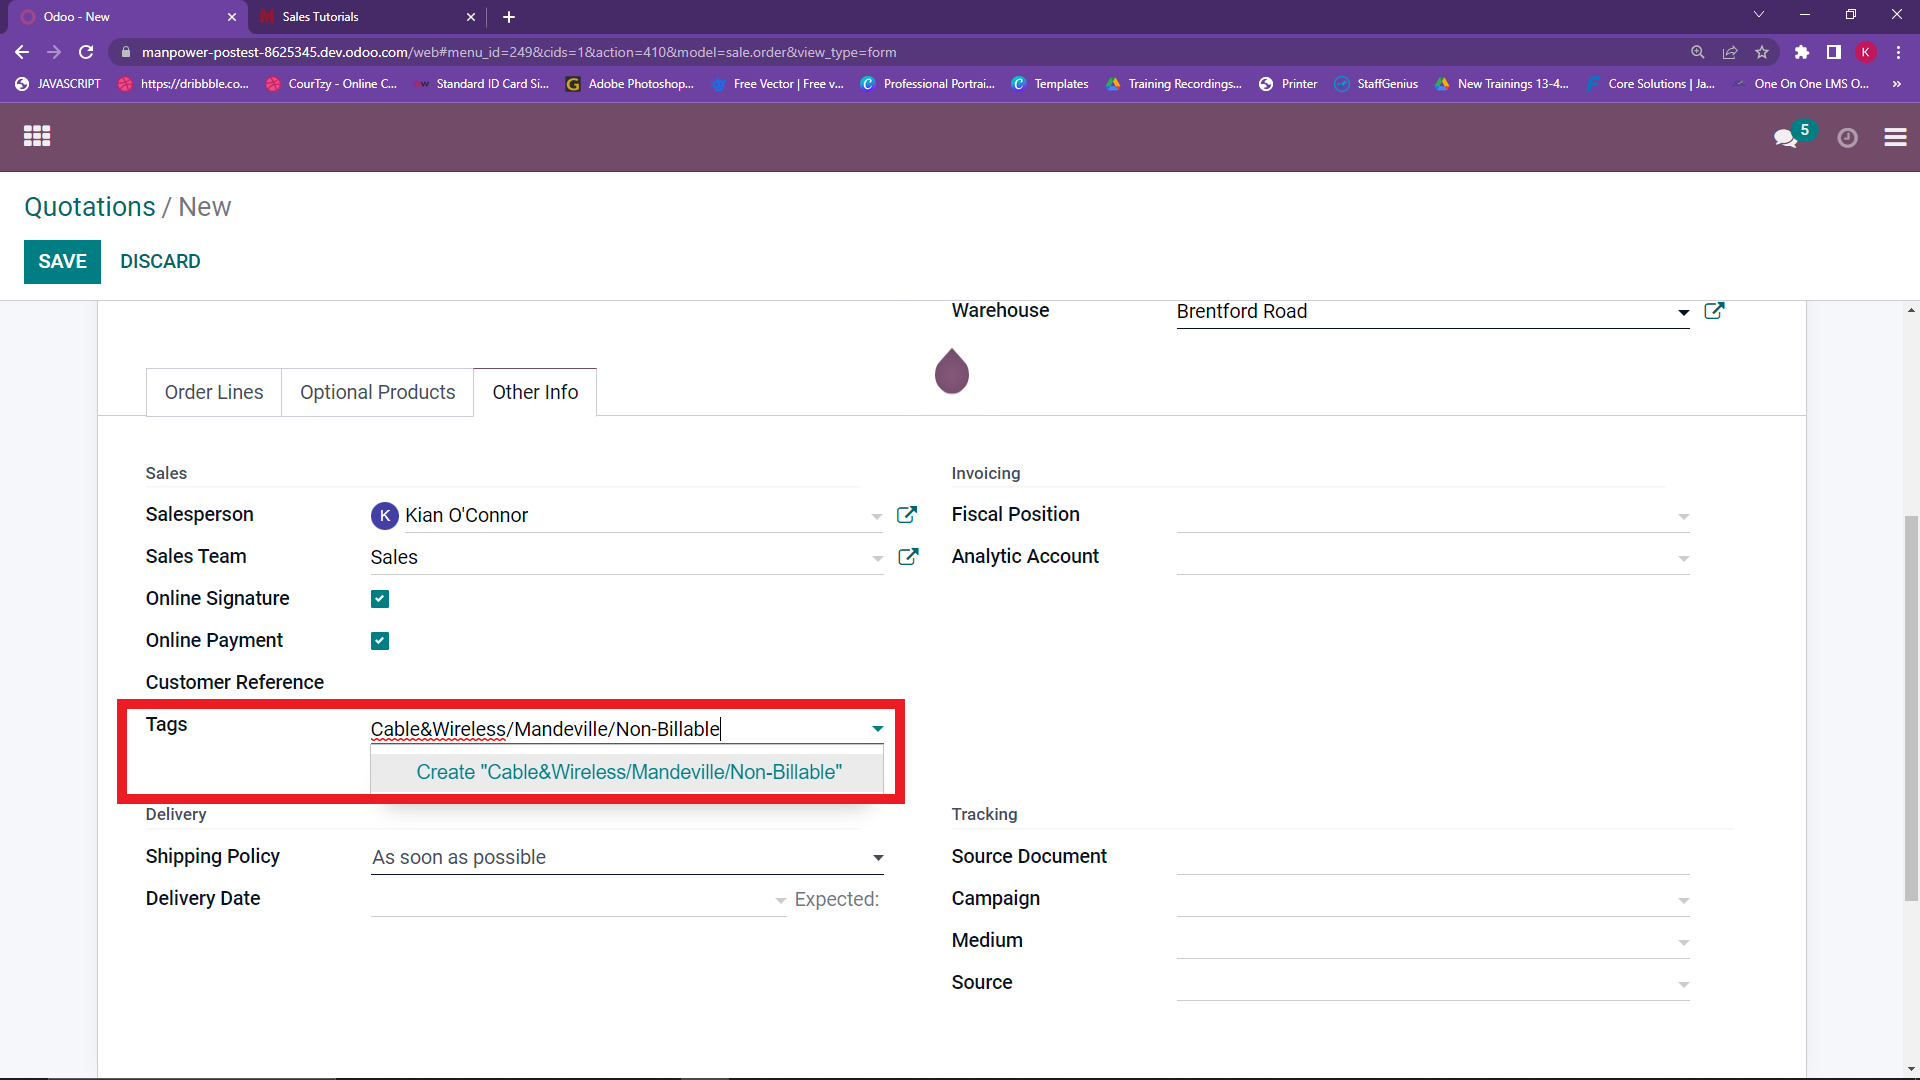 Odoo - New
Sales Tutorials
manpower-postest-8625345.dev.odoo.com/web#menu_id=249&cids=1&action=410&model=sale.order&view_type=form
K
JAVASCRIPT
https://dribbble.co...
CourTzy - Online C...
Standard ID Card Si...
Adobe Photoshop...
Free Vector | Free v...
Professional Portrai...
Templates
Training Recordings...
Printer
StaffGenius
New Trainings 13-4...
Core Solutions | Ja...
One On One LMS O...
»
5
Quotations / New
SAVE
DISCARD
Warehouse
Brentford Road
Order Lines
Optional Products
Other Info
Sales
Invoicing
Salesperson
K
Kian O'Connor
Fiscal Position
Sales Team
Sales
Analytic Account
Online Signature
Online Payment
Customer Reference
Tags
Cable&Wireless/Mandeville/Non-Billable
Create "Cable&Wireless/Mandeville/Non-Billable"
Delivery
Tracking
Shipping Policy
As soon as possible
Source Document
Delivery Date
Expected:
Campaign
Medium
Source